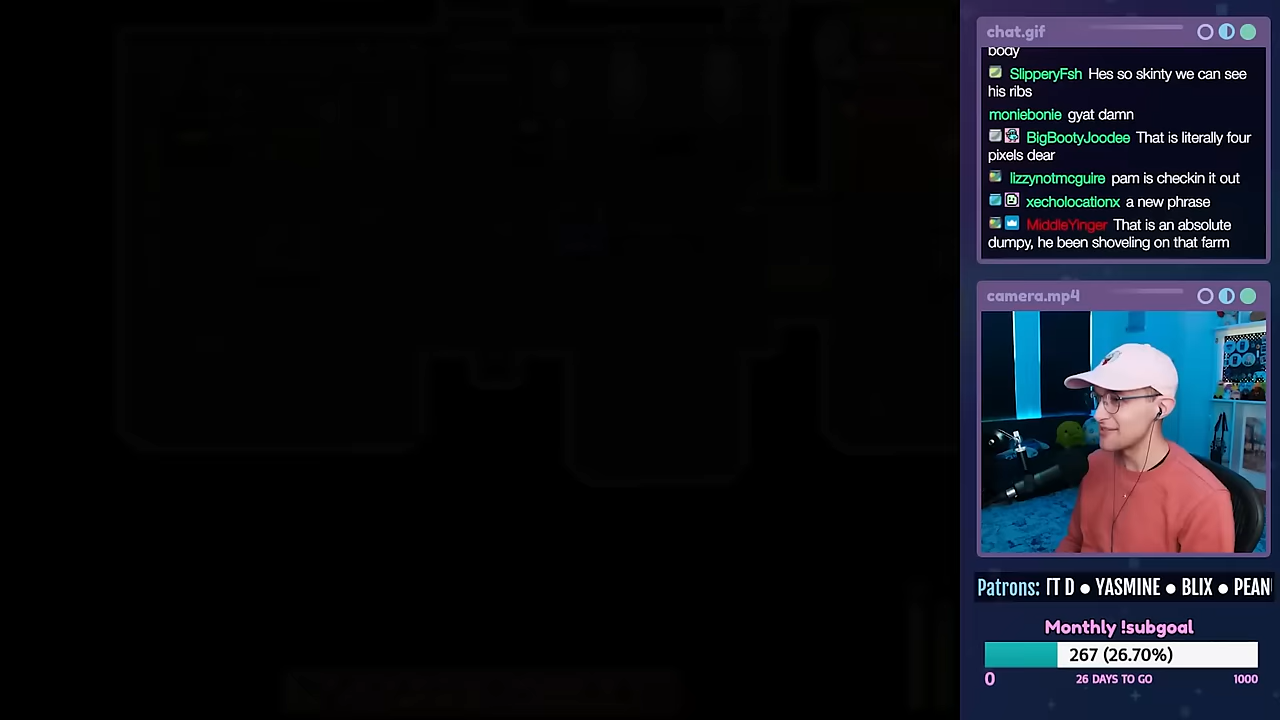 chat.gif
body
SlipperyFsh Hes so skinty we can see
his ribs
moniebonie gyat damn
BigBootyJoodee That is literally four
pixels dear
lizzynotmcguire pam is checkin it out
xecholocationx a new phrase
MiddleYinger That is an absolute
dumpy, he been shoveling on that farm
camera.mp4
Patrons: IT D ● YASMINE ● BLIX ● PEAN
Monthly !subgoal
267 (26.70%)
0 26 DAYS TO GO 1000